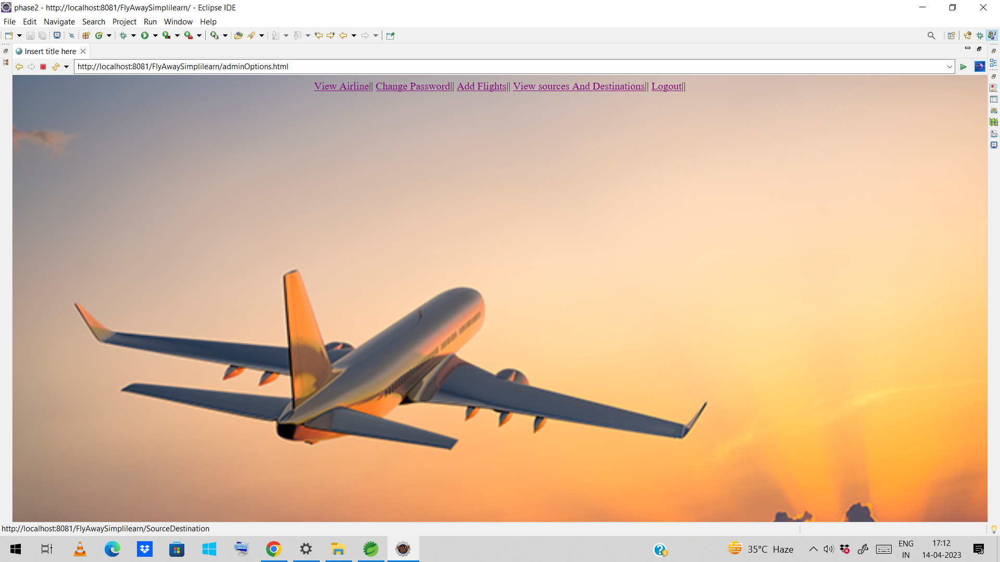 phase2 - http://localhost:8081/FlyAwaySimplilearn/ - Eclipse IDE
File Edit Navigate Search Project Run Window Help
Insert title here
http://localhost:8081/FlyAwaySimplilearn/adminOptions.html
View Airline|| Change Password|| Add Flights|| View sources And Destinations|| Logout||
http://localhost:8081/FlyAwaySimplilearn/SourceDestination
35°C Haze
ENG
IN
17:12
14-04-2023